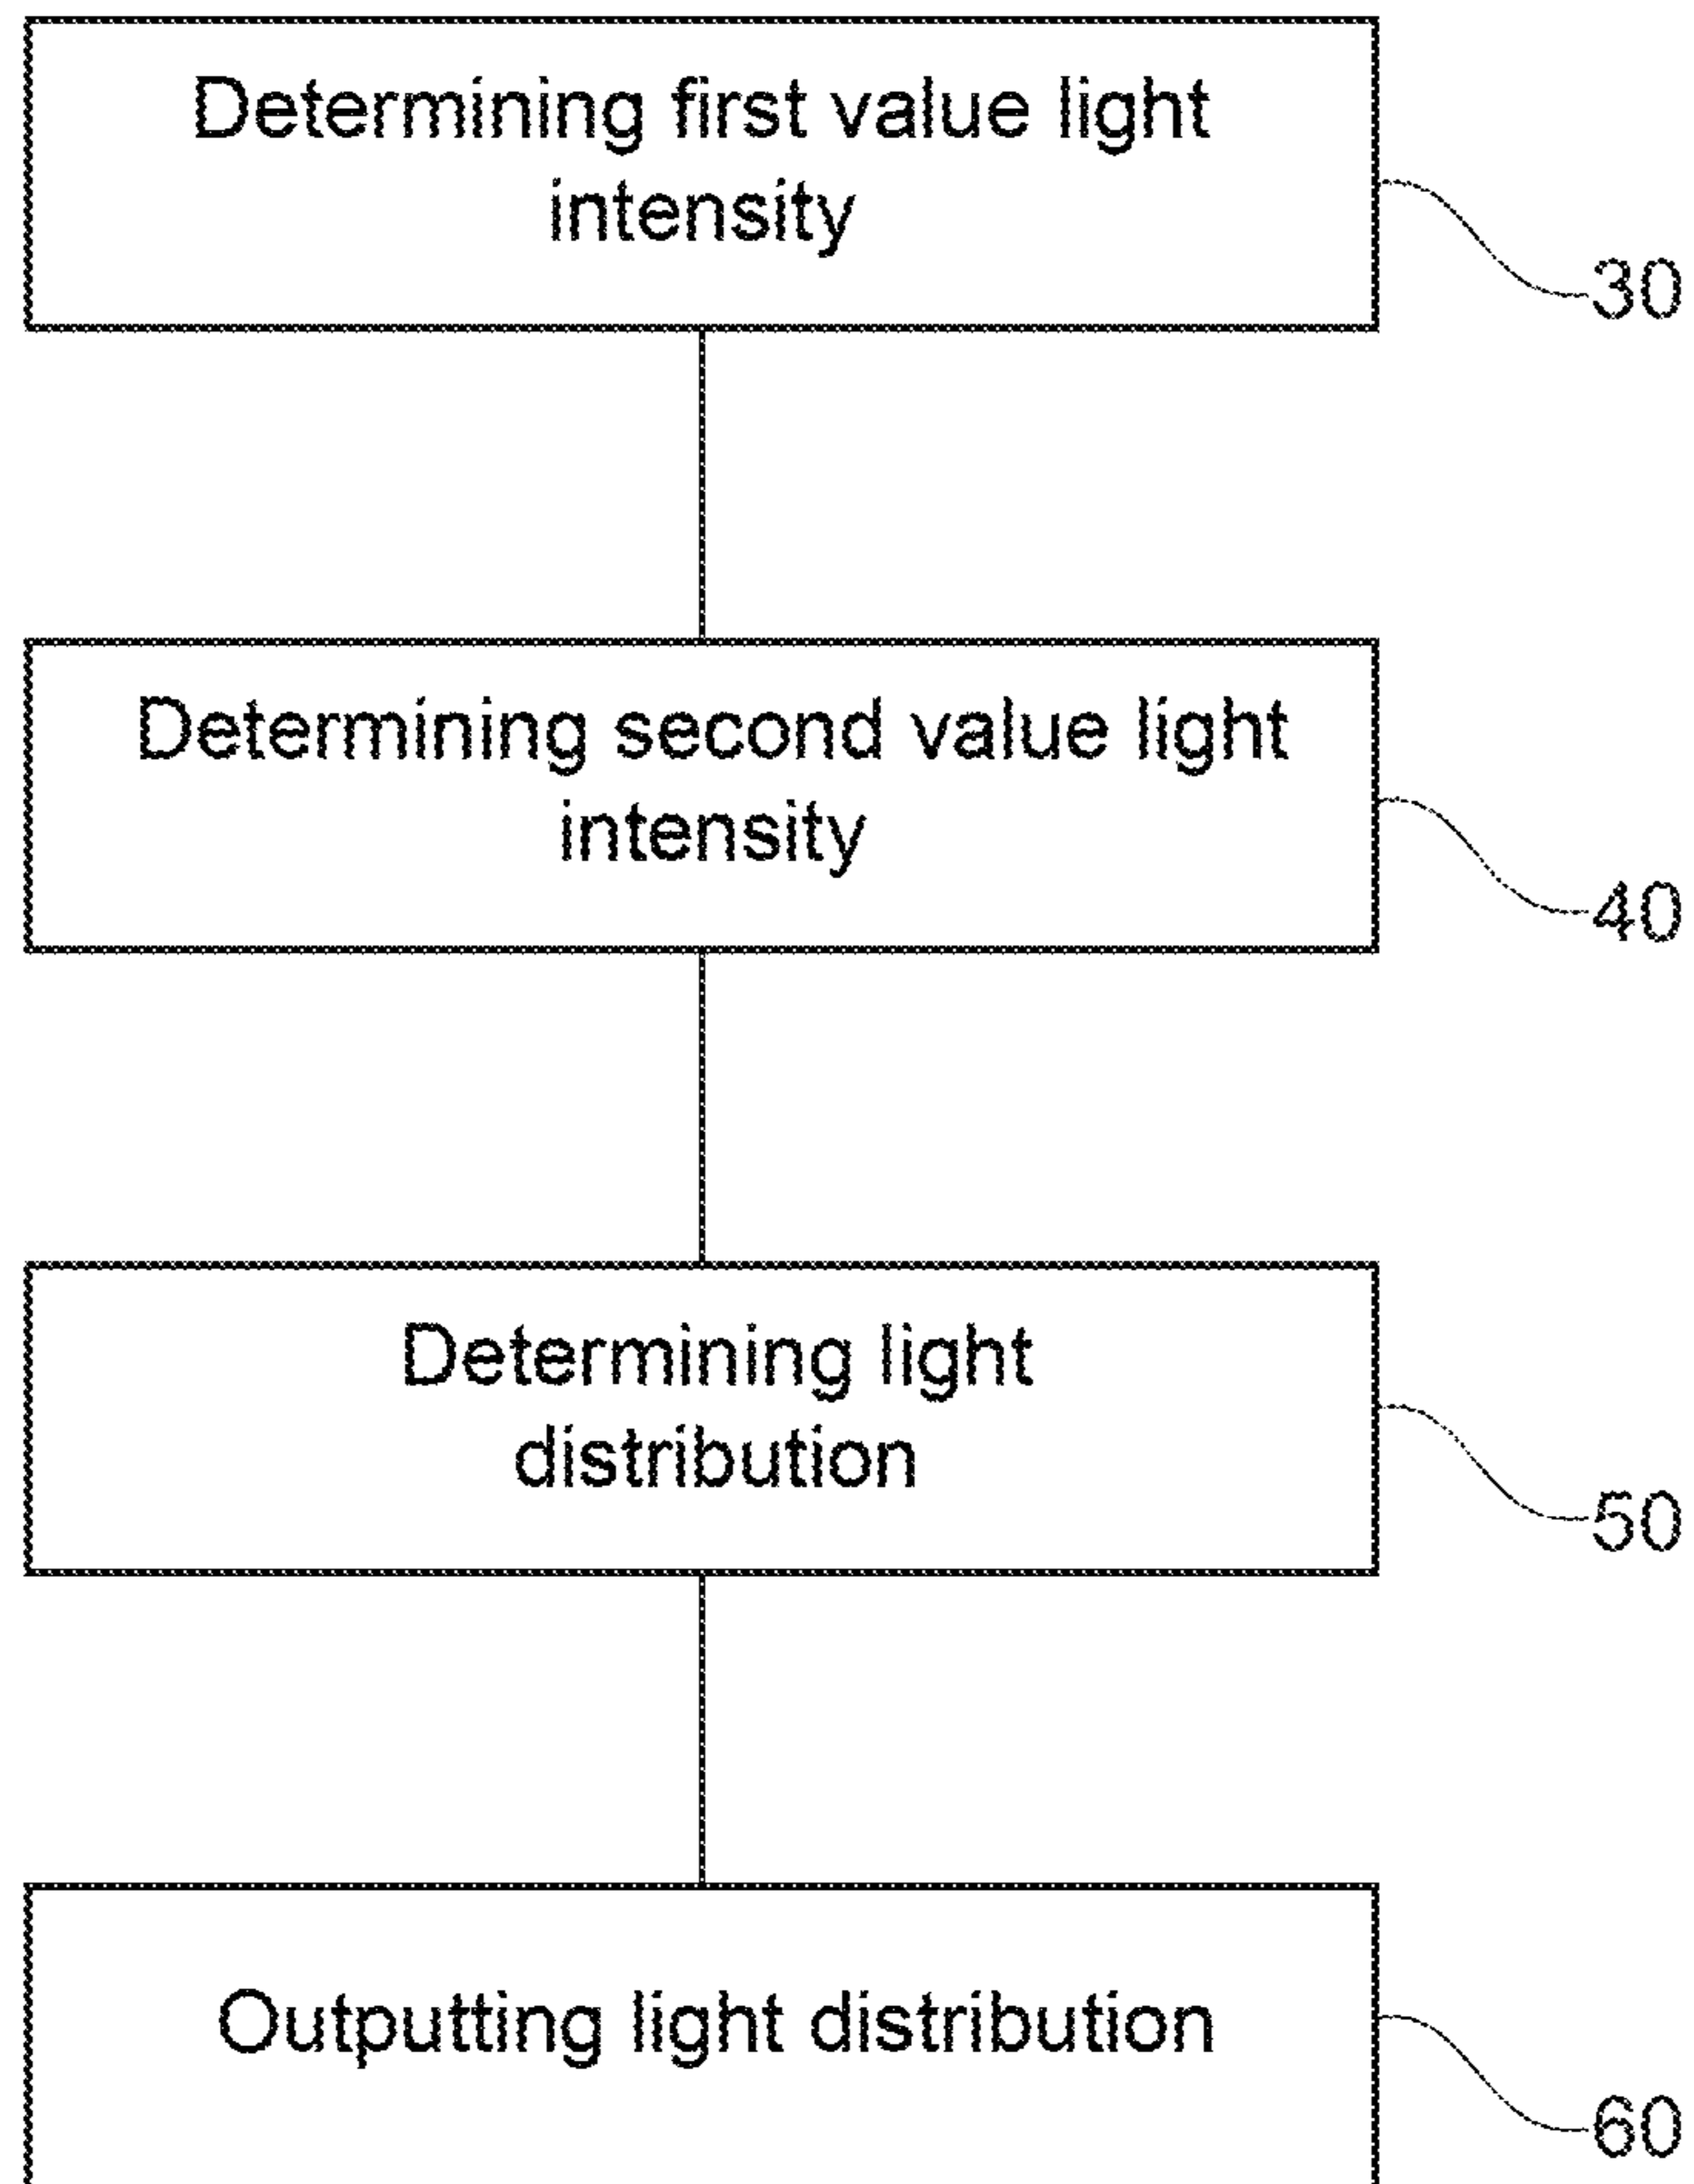 Determining first value light
intensity
30
Determining second value light
intensity
40
Determining light
distribution
50
Outputting light distribution
60